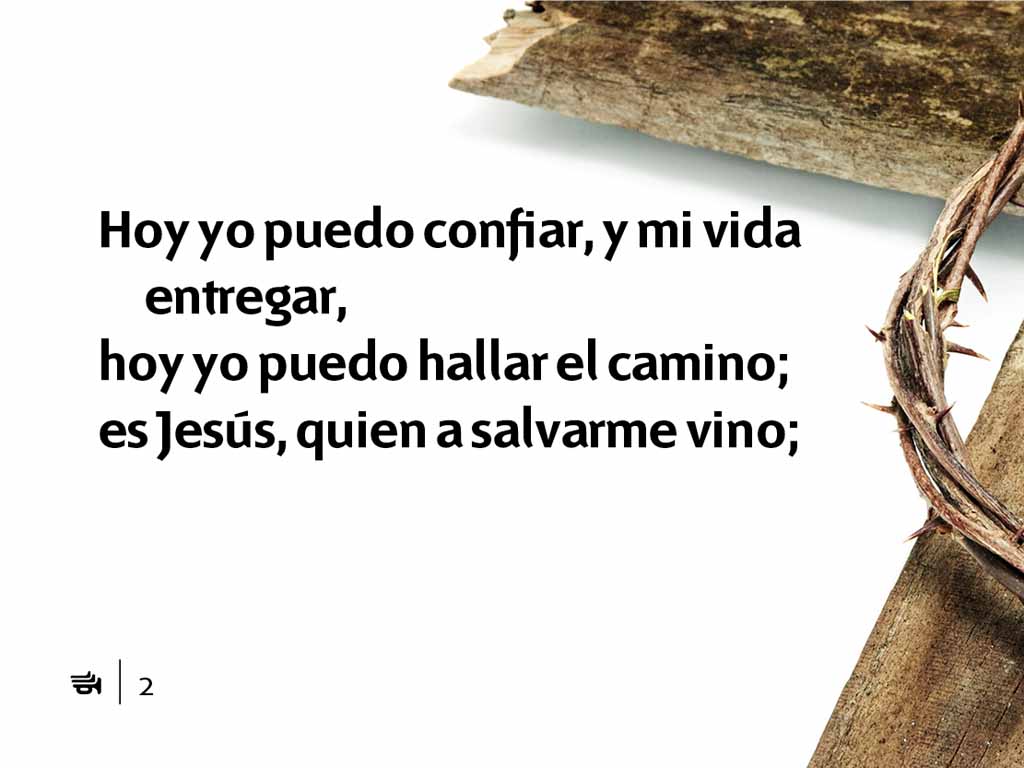 Hoy yo puedo confiar, y mi vida
entregar,
hoy yo puedo hallar el camino;
es Jesús, quien a salvarme vino;
2